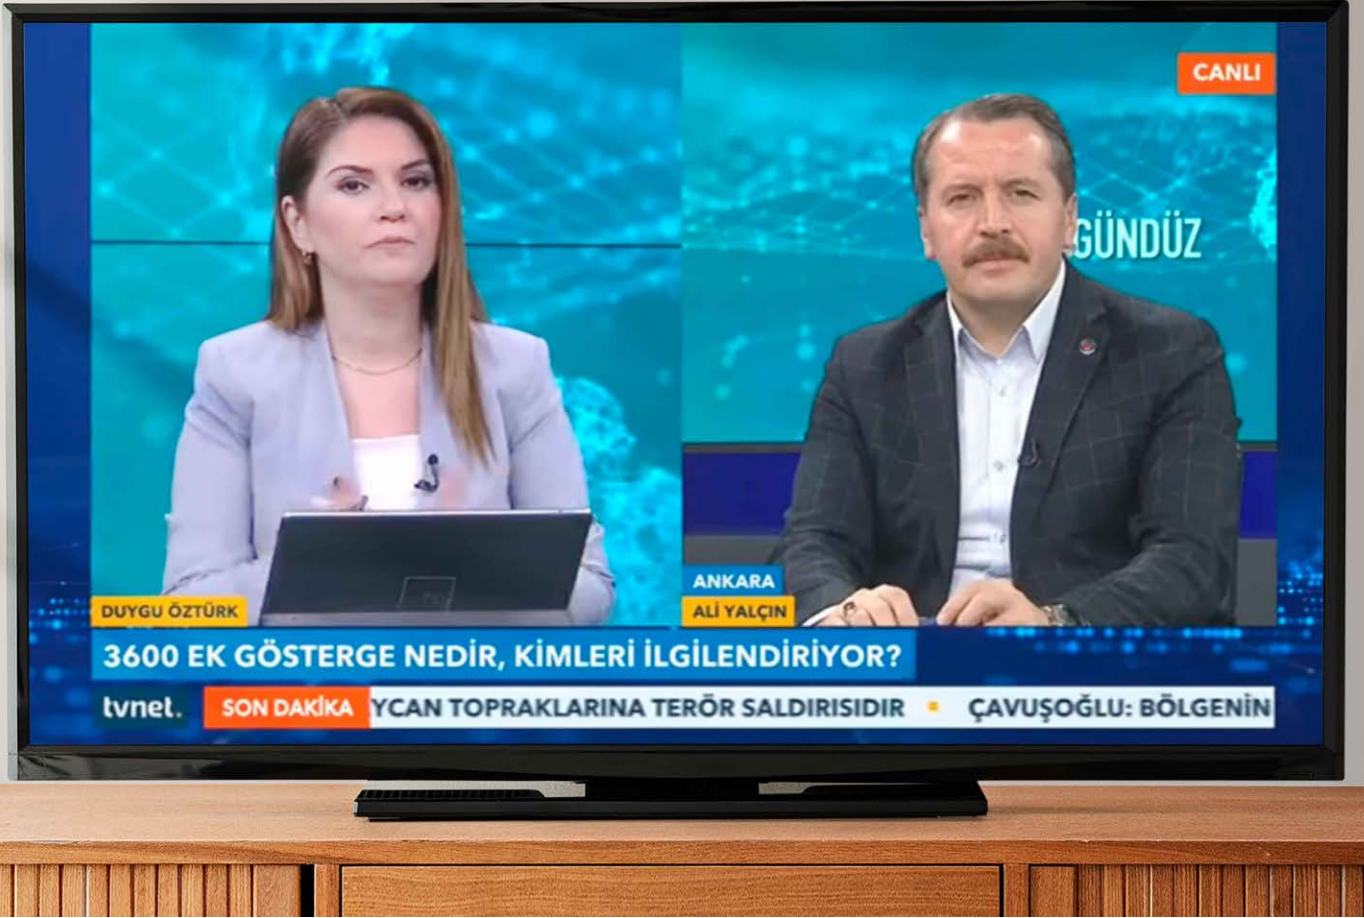 CANLI
GÜNDÜZ
ANKARA
DUYGU ÖZTÜRK
ALİ YALÇIN
3600 EK GÖSTERGE NEDİR, KİMLERİ İLGİLENDİRİYOR?
tvnet.
SON DAKİKA
YCAN TOPRAKLARINA TERÖR SALDIRISIDIR • ÇAVUŞOĞLU: BÖLGENİN